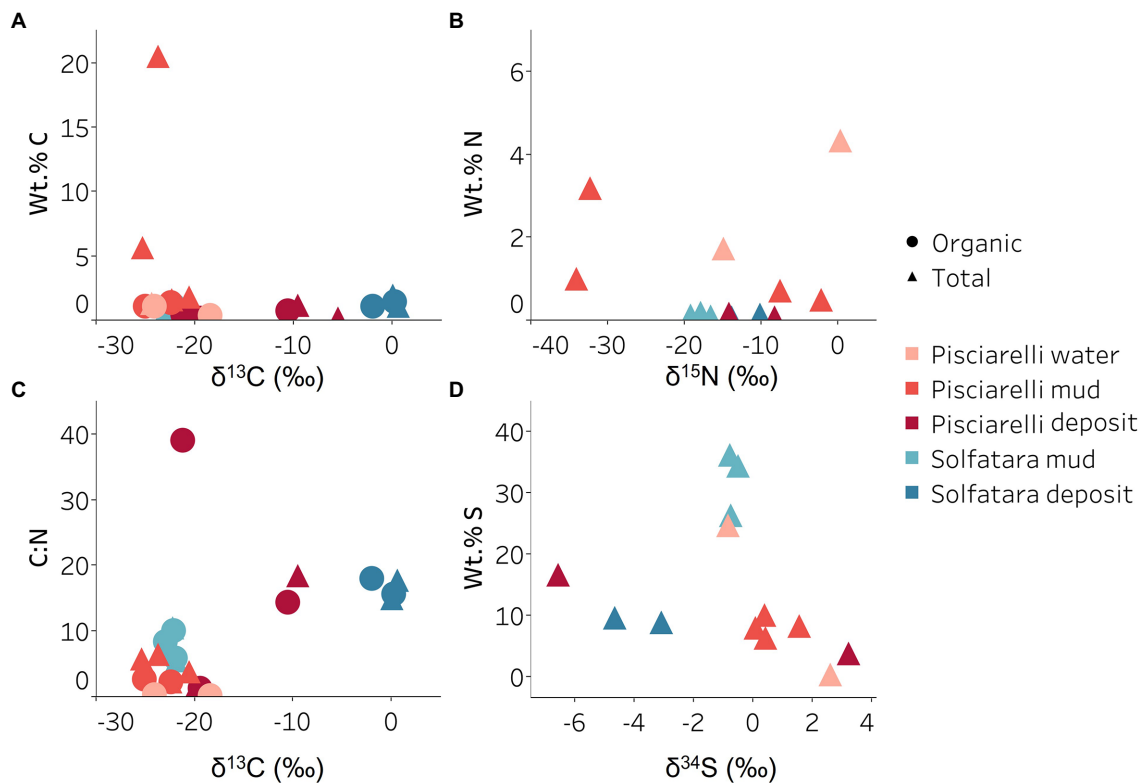 A
Wt.% C
20
15
10
5
0
-30 -20 -10 0
δ¹³C (‰)
B
Wt.% N
6
4
2
0
-40 -30 -20 -10 0
δ¹⁵N (‰)
Organic
Total
Pisciarelli water
Pisciarelli mud
Pisciarelli deposit
Solfatara mud
Solfatara deposit
C
C:N
40
30
20
10
0
-30 -20 -10 0
δ¹³C (‰)
D
Wt.% S
40
30
20
10
0
-6 -4 -2 0 2 4
δ³⁴S (‰)